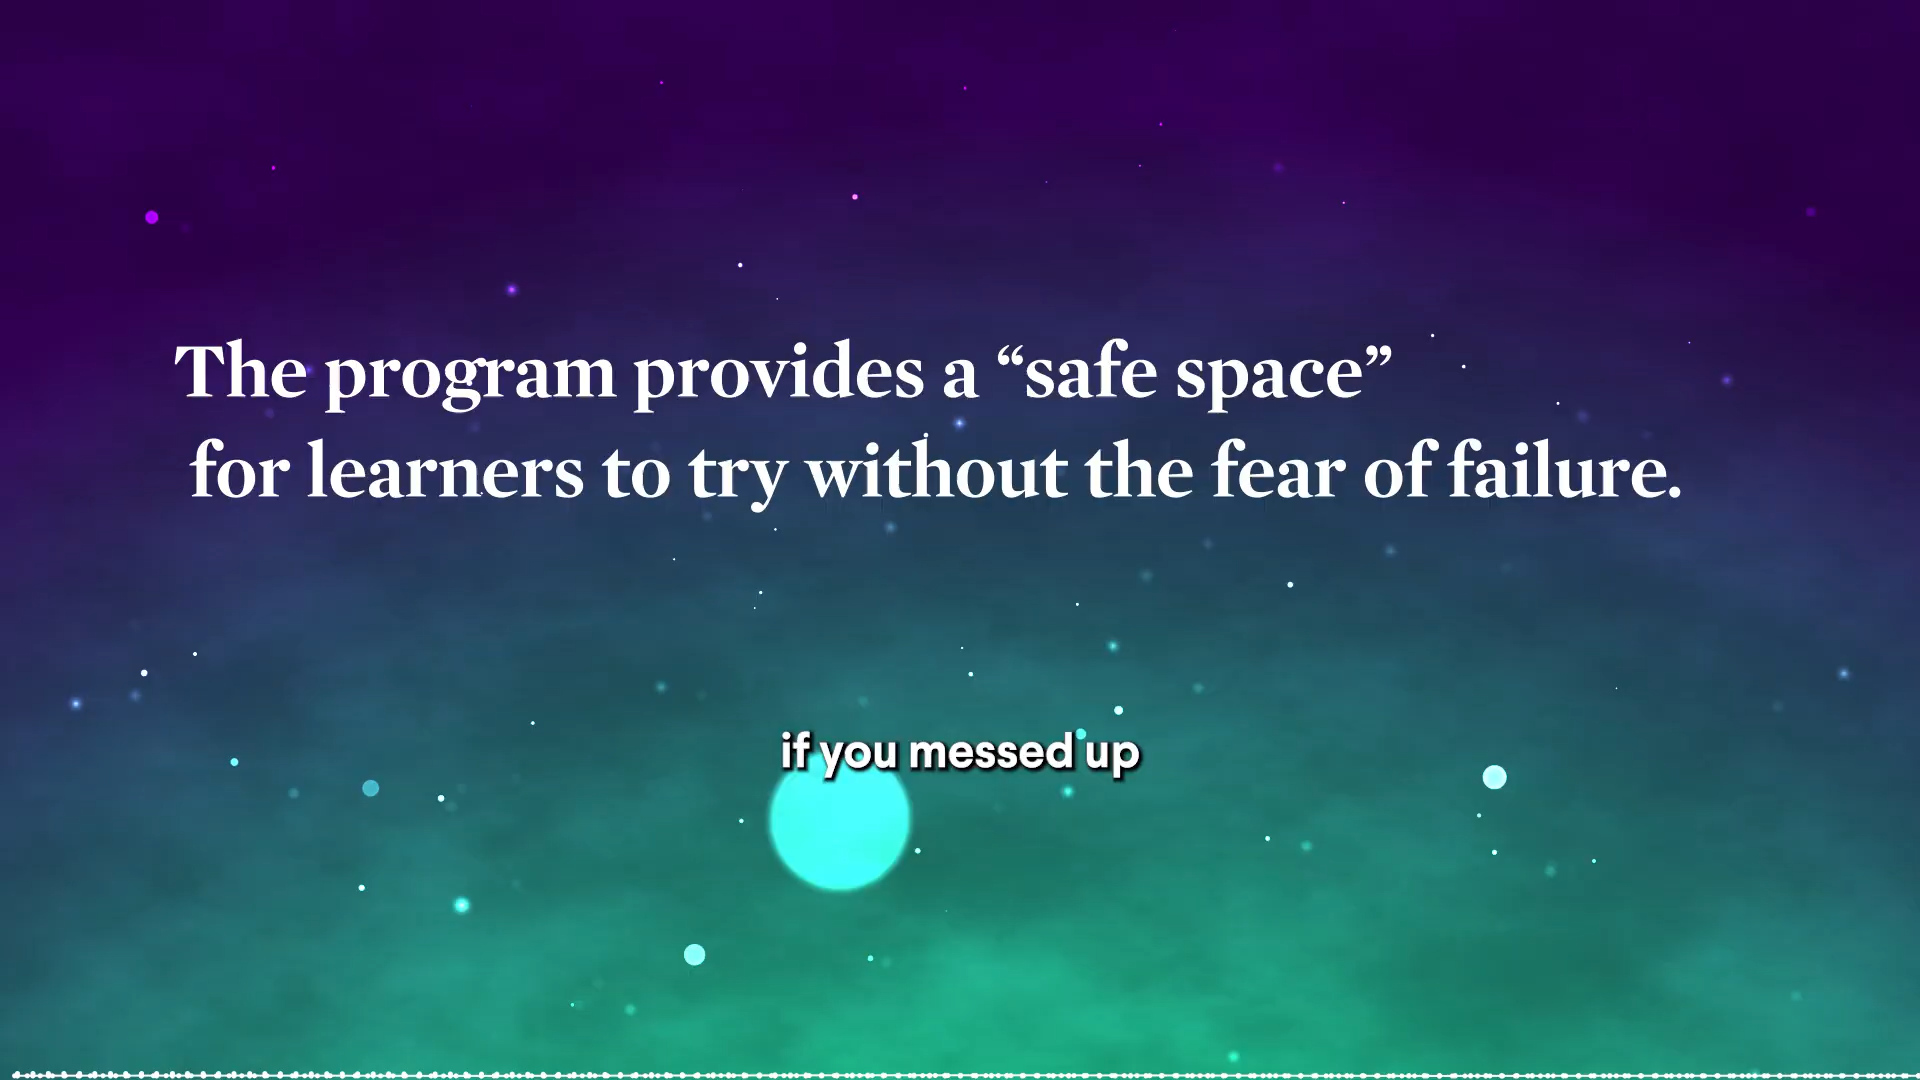 The program provides a “safe space”
for learners to try without the fear of failure.
if you messed up